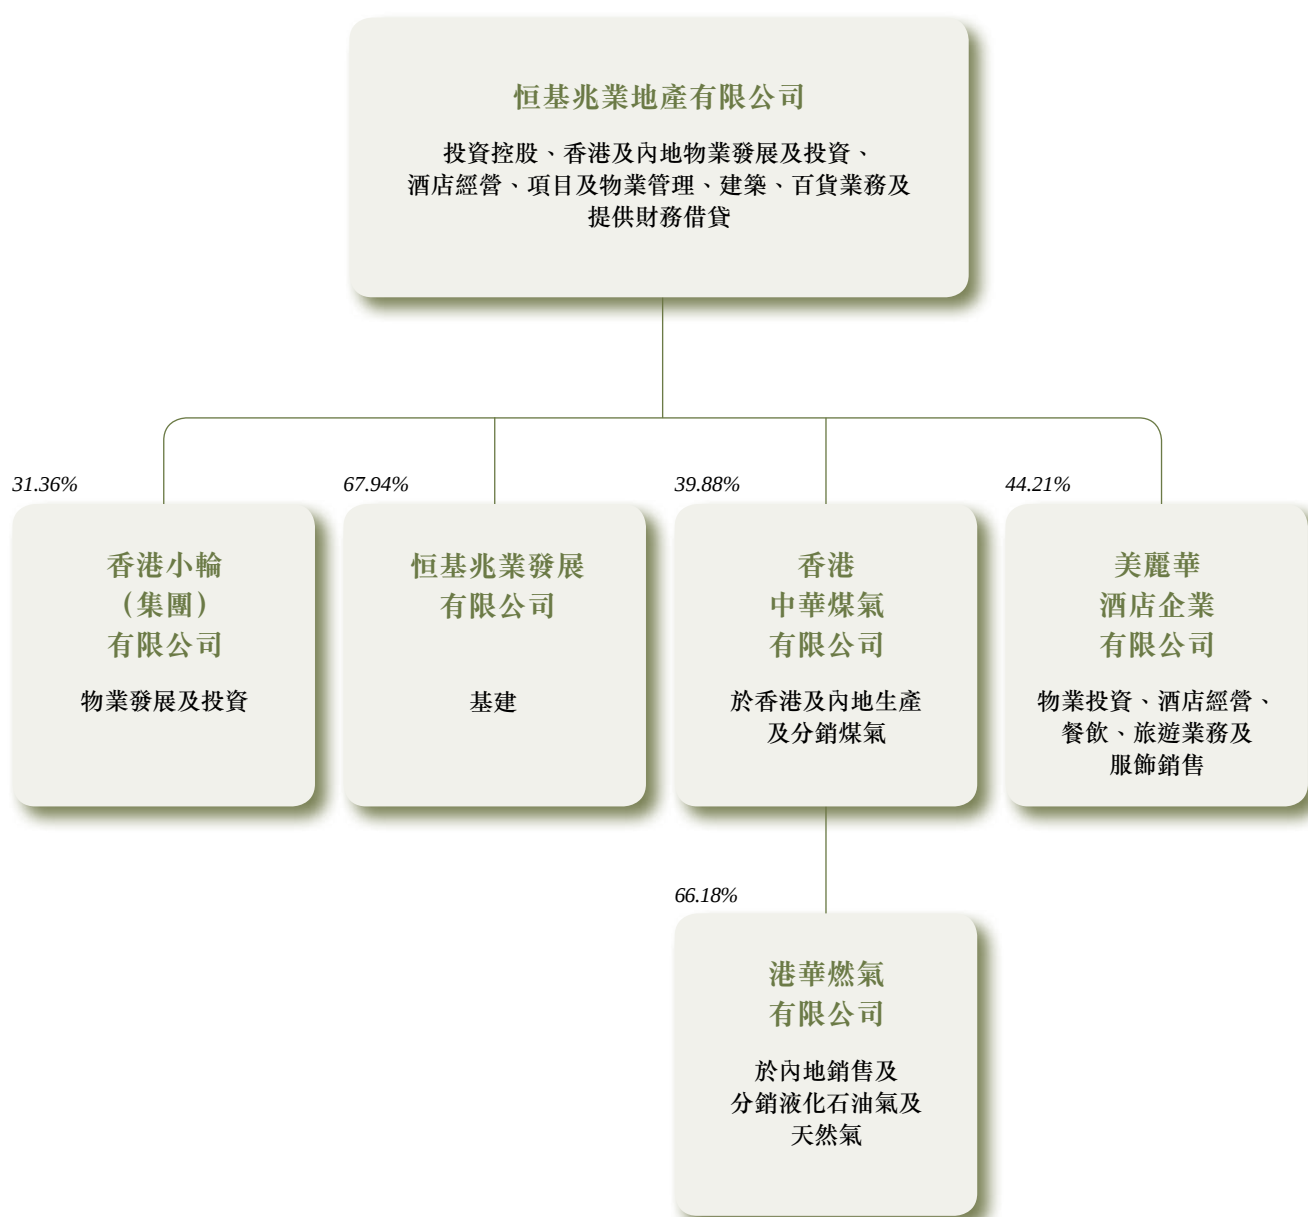 恒基兆業地產有限公司
投資控股、香港及內地物業發展及投資、
酒店經營、項目及物業管理、建築、百貨業務及
提供財務借貸
31.36%
香港小輪
（集團）
有限公司
物業發展及投資
67.94%
恒基兆業發展
有限公司
基建
39.88%
香港
中華煤氣
有限公司
於香港及內地生產
及分銷煤氣
44.21%
美麗華
酒店企業
有限公司
物業投資、酒店經營、
餐飲、旅遊業務及
服飾銷售
66.18%
港華燃氣
有限公司
於內地銷售及
分銷液化石油氣及
天然氣